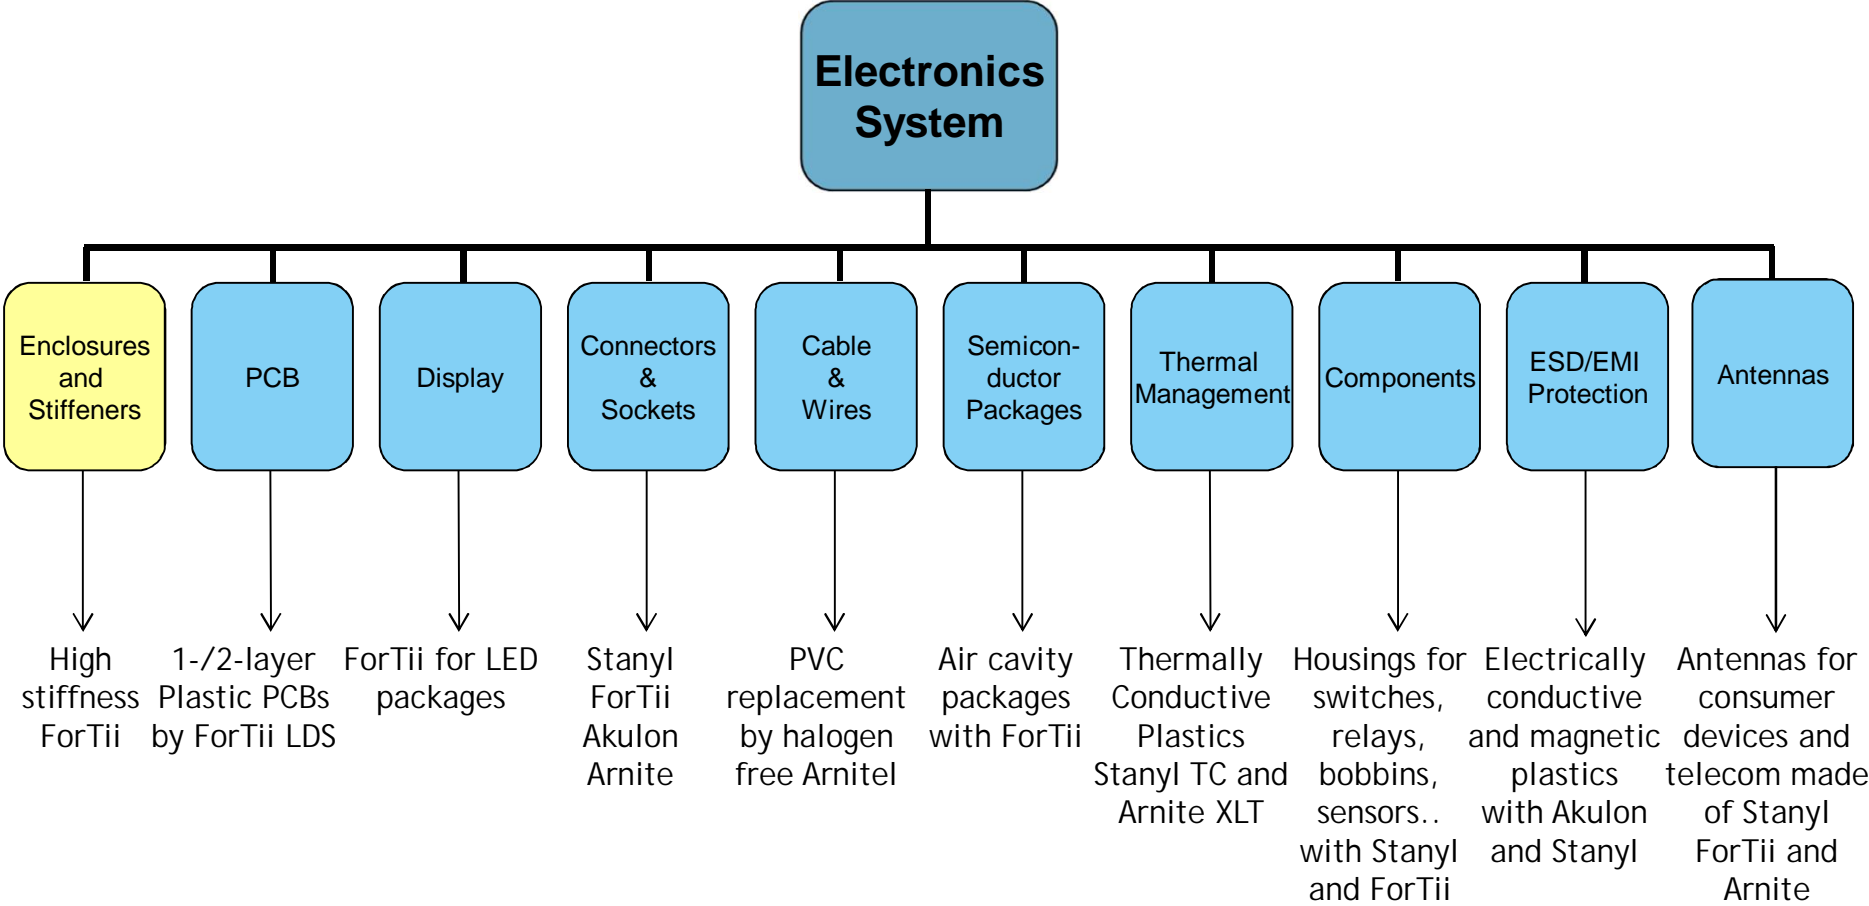 Electronics
System
Enclosures
and
Stiffeners
PCB
Display
Connectors
&
Sockets
Cable
&
Wires
Semicon-
ductor
Packages
Thermal
Management
Components
ESD/EMI
Protection
Antennas
High
stiffness
ForTii
1-/2-layer
Plastic PCBs
by ForTii LDS
ForTii for LED
packages
Stanyl
ForTii
Akulon
Arnite
PVC
replacement
by halogen
free Arnitel
Air cavity
packages
with ForTii
Thermally
Conductive
Plastics
Stanyl TC and
Arnite XLT
Housings for
switches,
relays,
bobbins,
sensors..
with Stanyl
and ForTii
Electrically
conductive
and magnetic
plastics
with Akulon
and Stanyl
Antennas for
consumer
devices and
telecom made
of Stanyl
ForTii and
Arnite